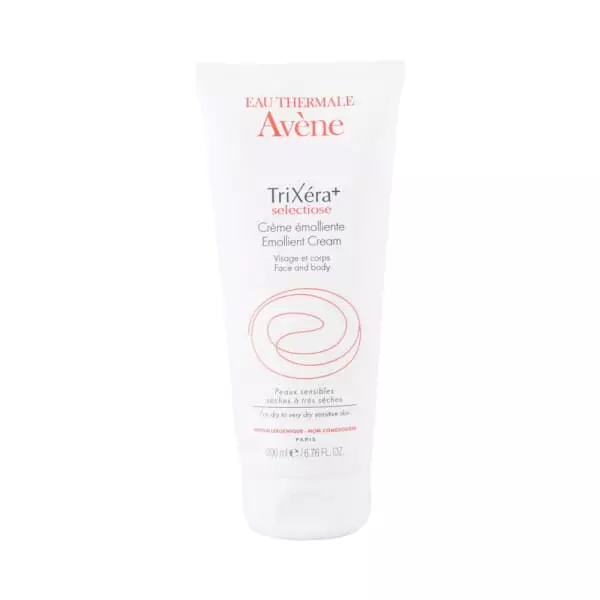 EAU THERMALE
Avène
TriXéra+
selectiose
Crème émolliente
Emollient Cream
Visage et corps
Face and body
Peaux sensibles
sèches à très sèches
For dry to very dry sensitive skin
HYPOALLERGENIQUE - NON COMEDOGENE
PARIS
200 ml e / 6.76 FL. OZ.